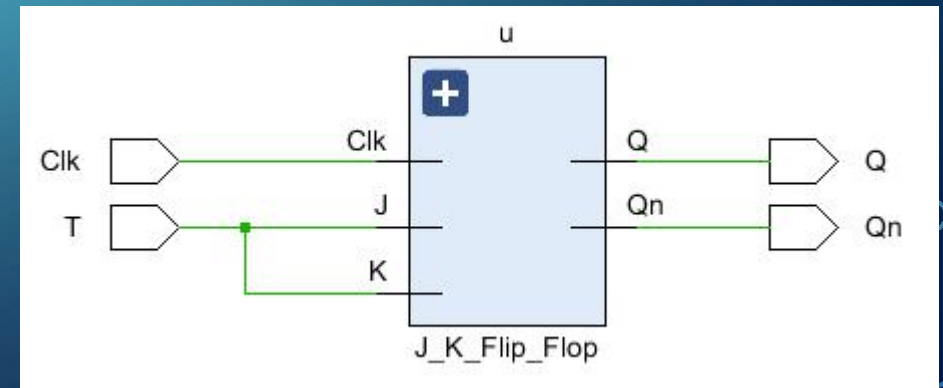 u
Clk Clk Q Q
T J Qn Qn
K
J_K_Flip_Flop